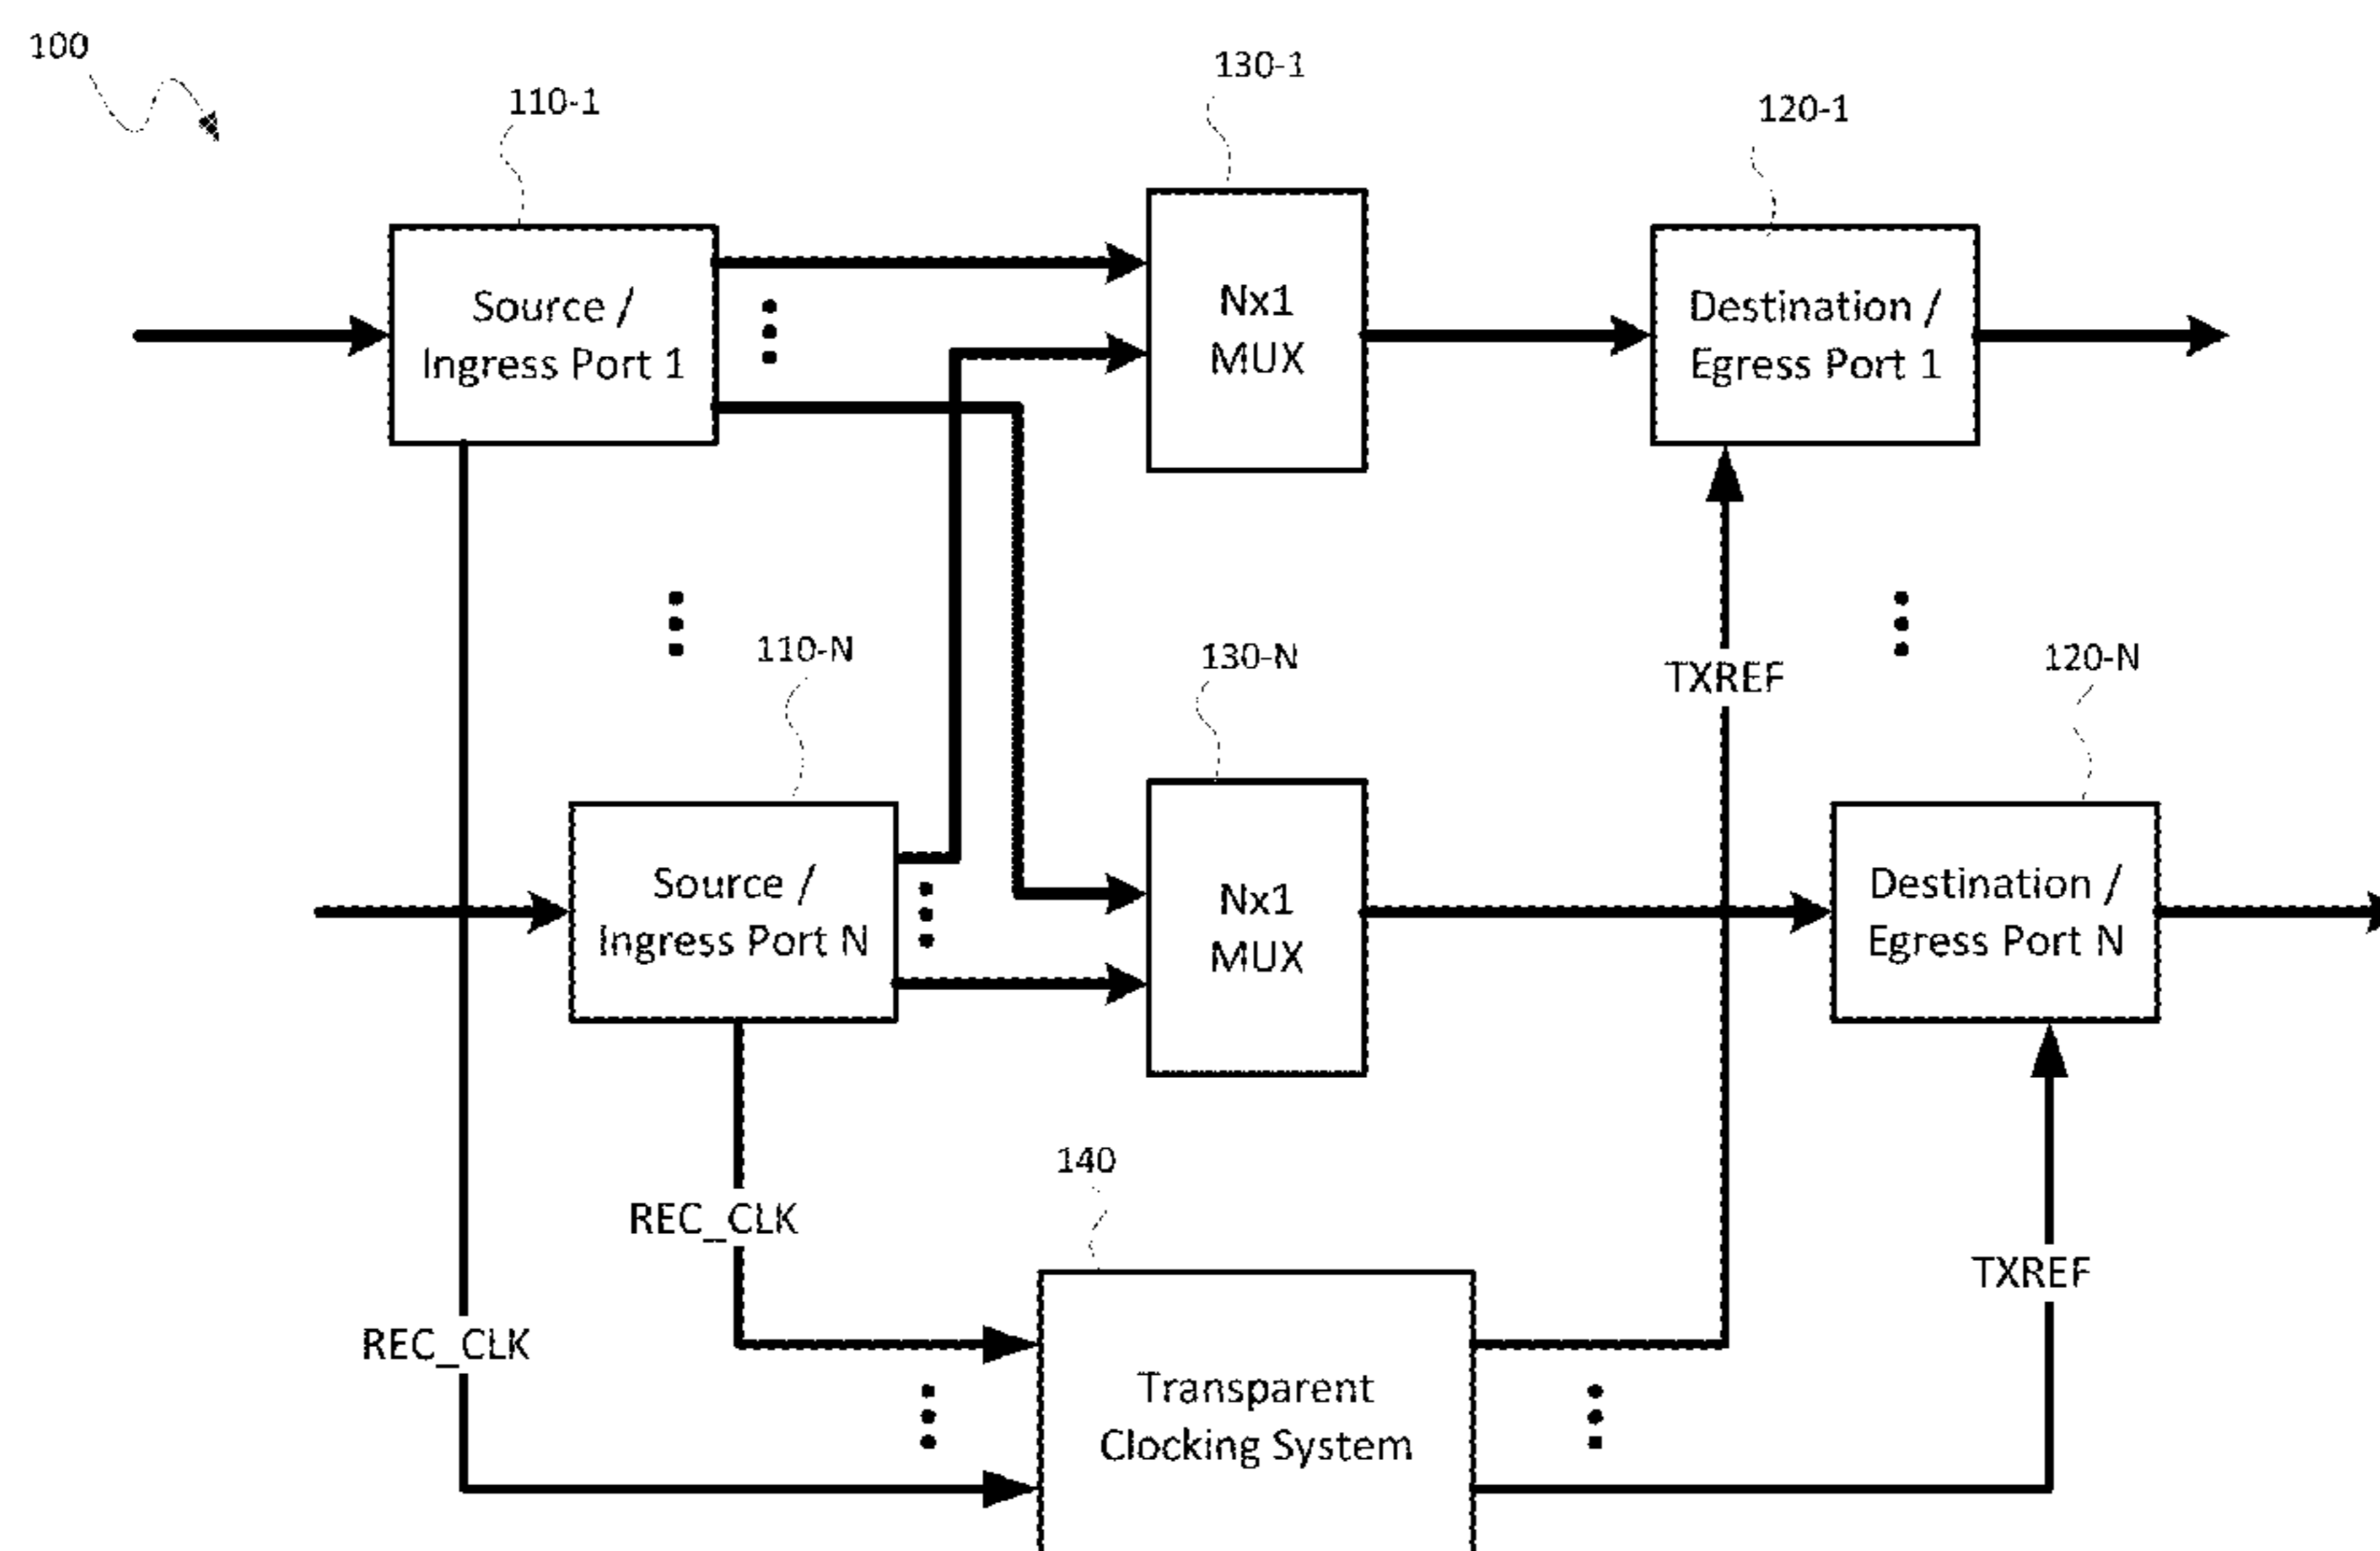 100
110-1
130-1
120-1
Source /
Ingress Port 1
Nx1
MUX
Destination /
Egress Port 1
110-N
130-N
TXREF
120-N
Source /
Ingress Port N
Nx1
MUX
Destination /
Egress Port N
140
REC_CLK
TXREF
REC_CLK
Transparent
Clocking System